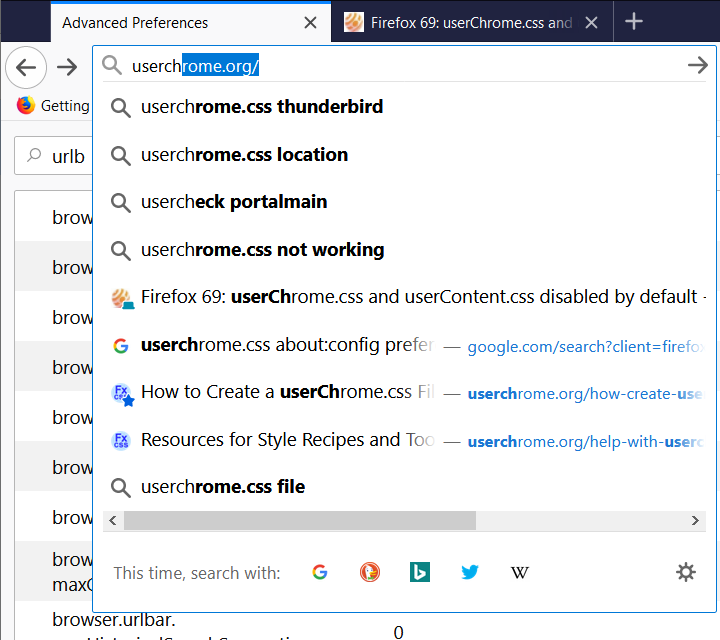 Advanced Preferences
Firefox 69: userChrome.css and
userchrome.org/
Getting
urlb
userchrome.css thunderbird
userchrome.css location
usercheck portalmain
userchrome.css not working
Firefox 69: userChrome.css and userContent.css disabled by default -
userchrome.css about:config prefer — google.com/search?client=firefox
How to Create a userChrome.css Fil — userchrome.org/how-create-use
Resources for Style Recipes and Too — userchrome.org/help-with-userc
userchrome.css file
This time, search with:
brow
brow
brow
brow
brow
brow
brow
brow
max
browser.urlbar.
0